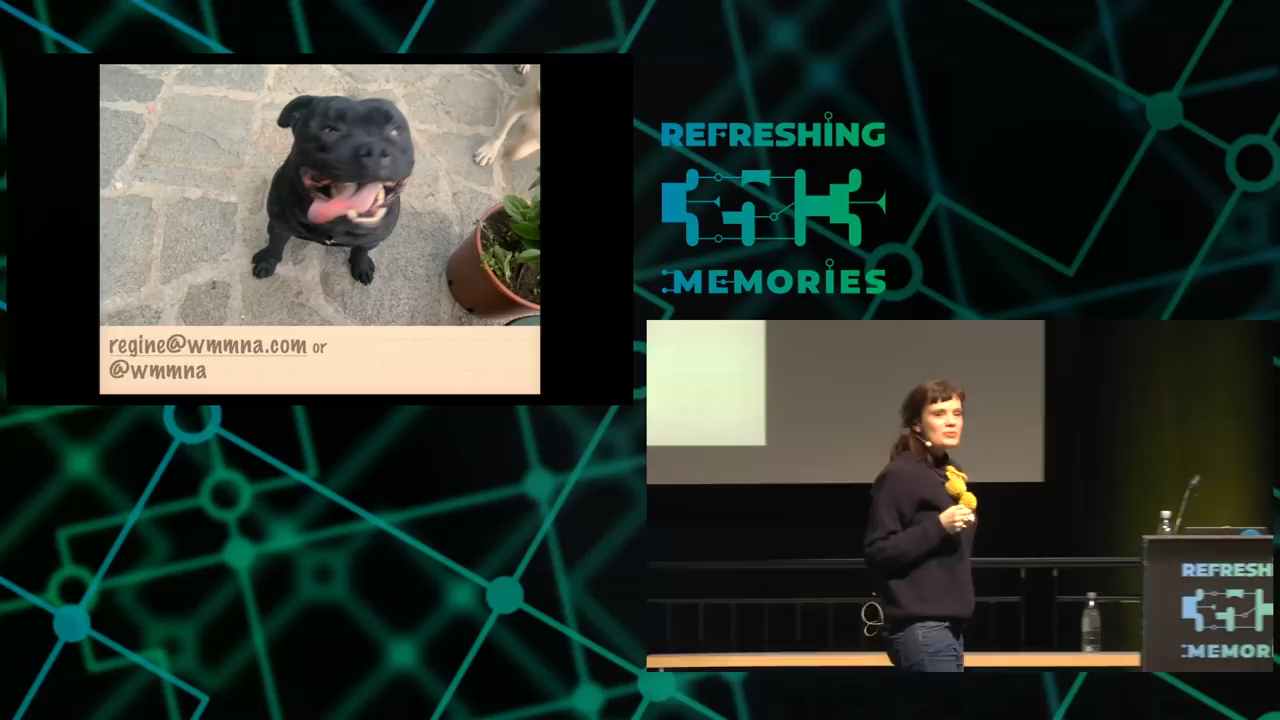 regine@wmmna.com or
@wmmna
REFRESHING
MEMORIES
REFRESH
:MEMOR